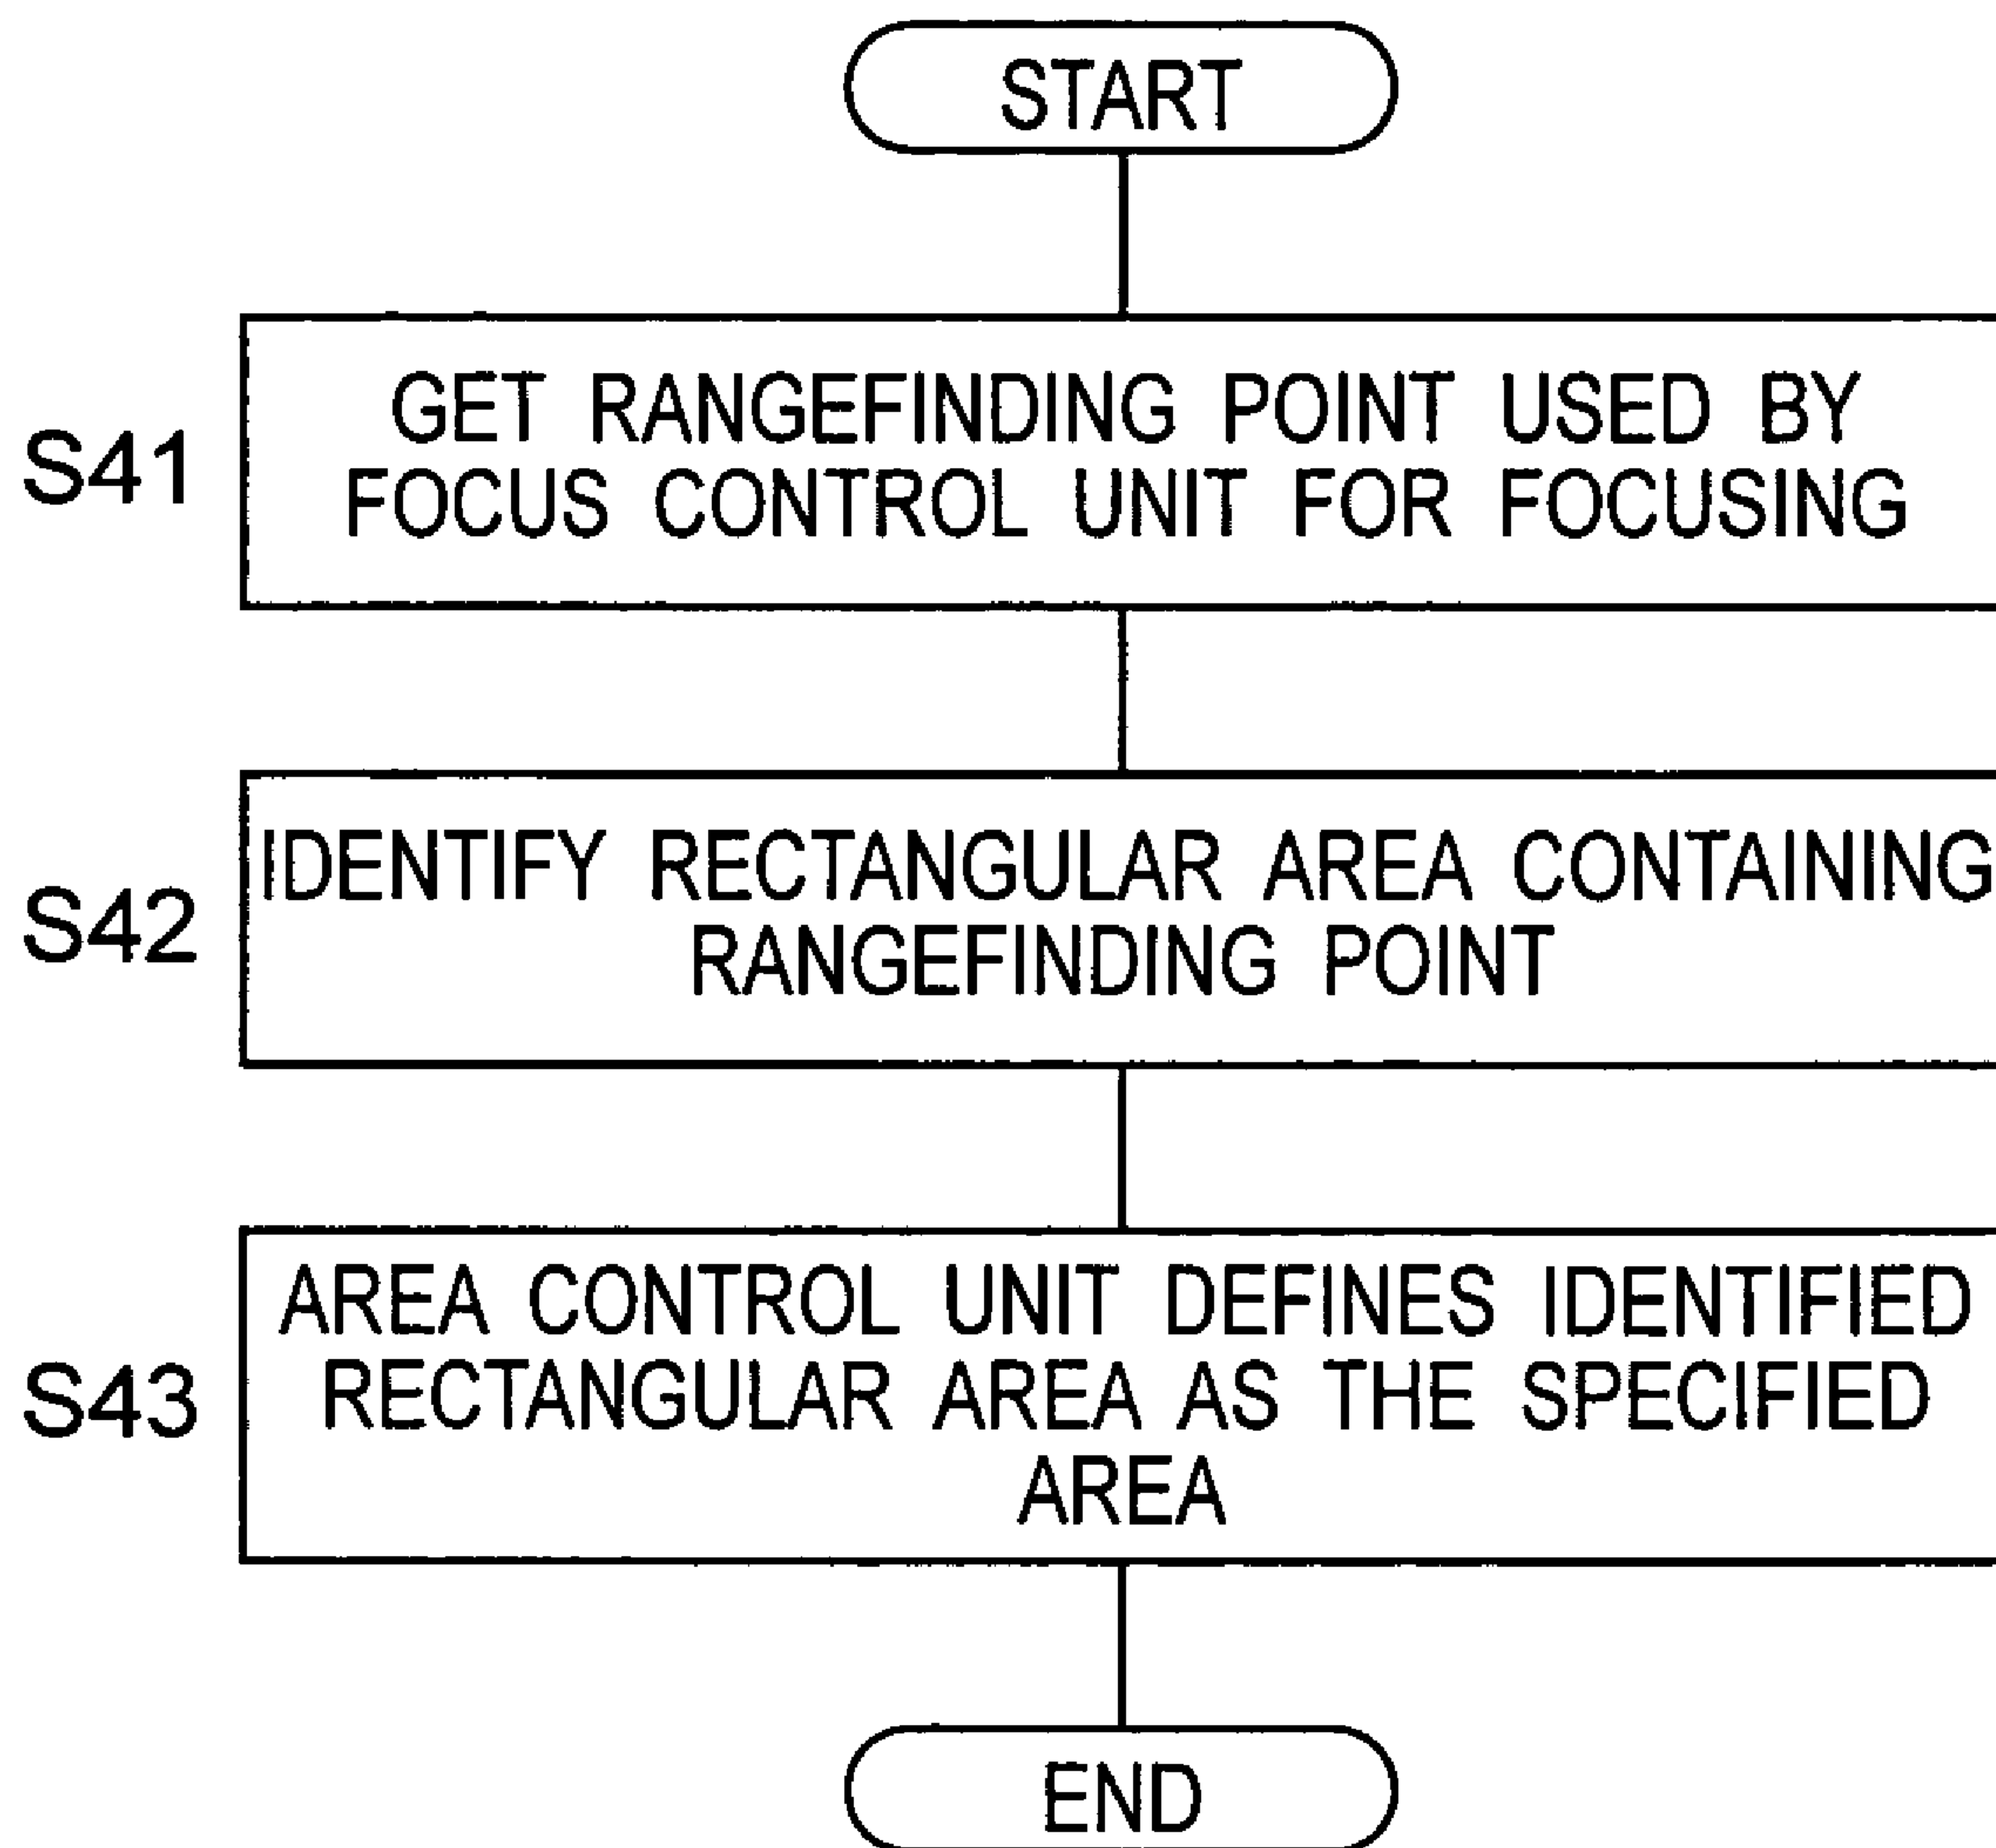 START
S41
GET RANGEFINDING POINT USED BY
FOCUS CONTROL UNIT FOR FOCUSING
S42
IDENTIFY RECTANGULAR AREA CONTAINING
RANGEFINDING POINT
S43
AREA CONTROL UNIT DEFINES IDENTIFIED
RECTANGULAR AREA AS THE SPECIFIED
AREA
END